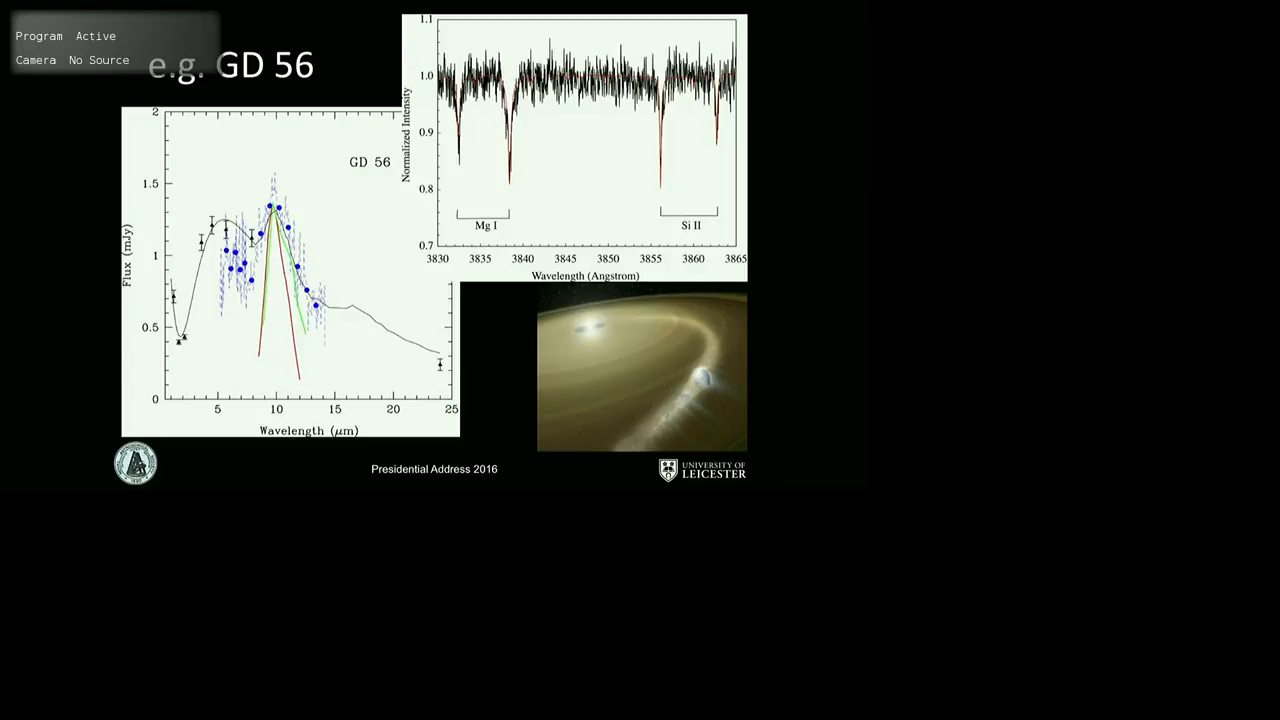 Program Active
Camera No Source
e.g. GD 56
2
1.5
1
0.5
0
Flux (mJy)
GD 56
5 10 15 20 25
Wavelength (μm)
1.1
1.0
0.9
0.8
0.7
Normalized Intensity
Mg I
Si II
3830 3835 3840 3845 3850 3855 3860 3865
Wavelength (Angstrom)
Presidential Address 2016
UNIVERSITY OF
LEICESTER